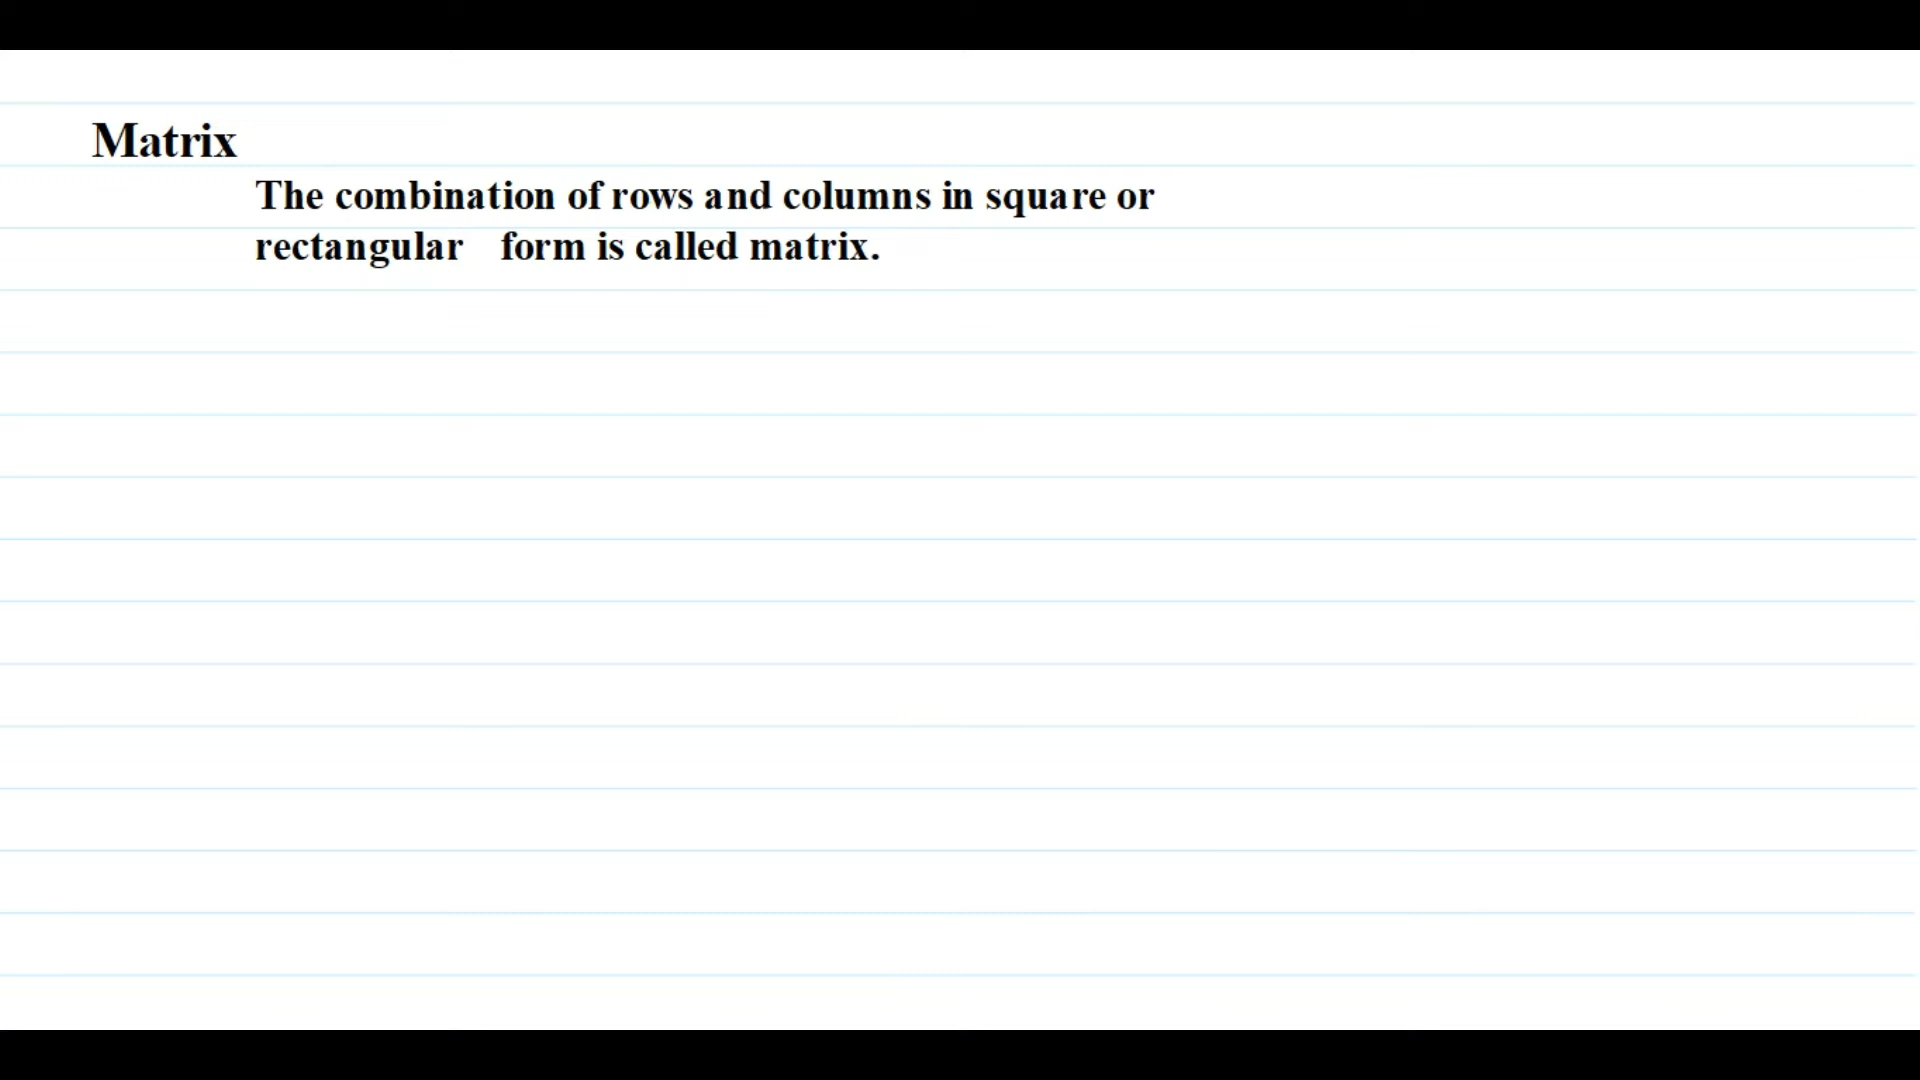 Matrix
The combination of rows and columns in square or
rectangular form is called matrix.